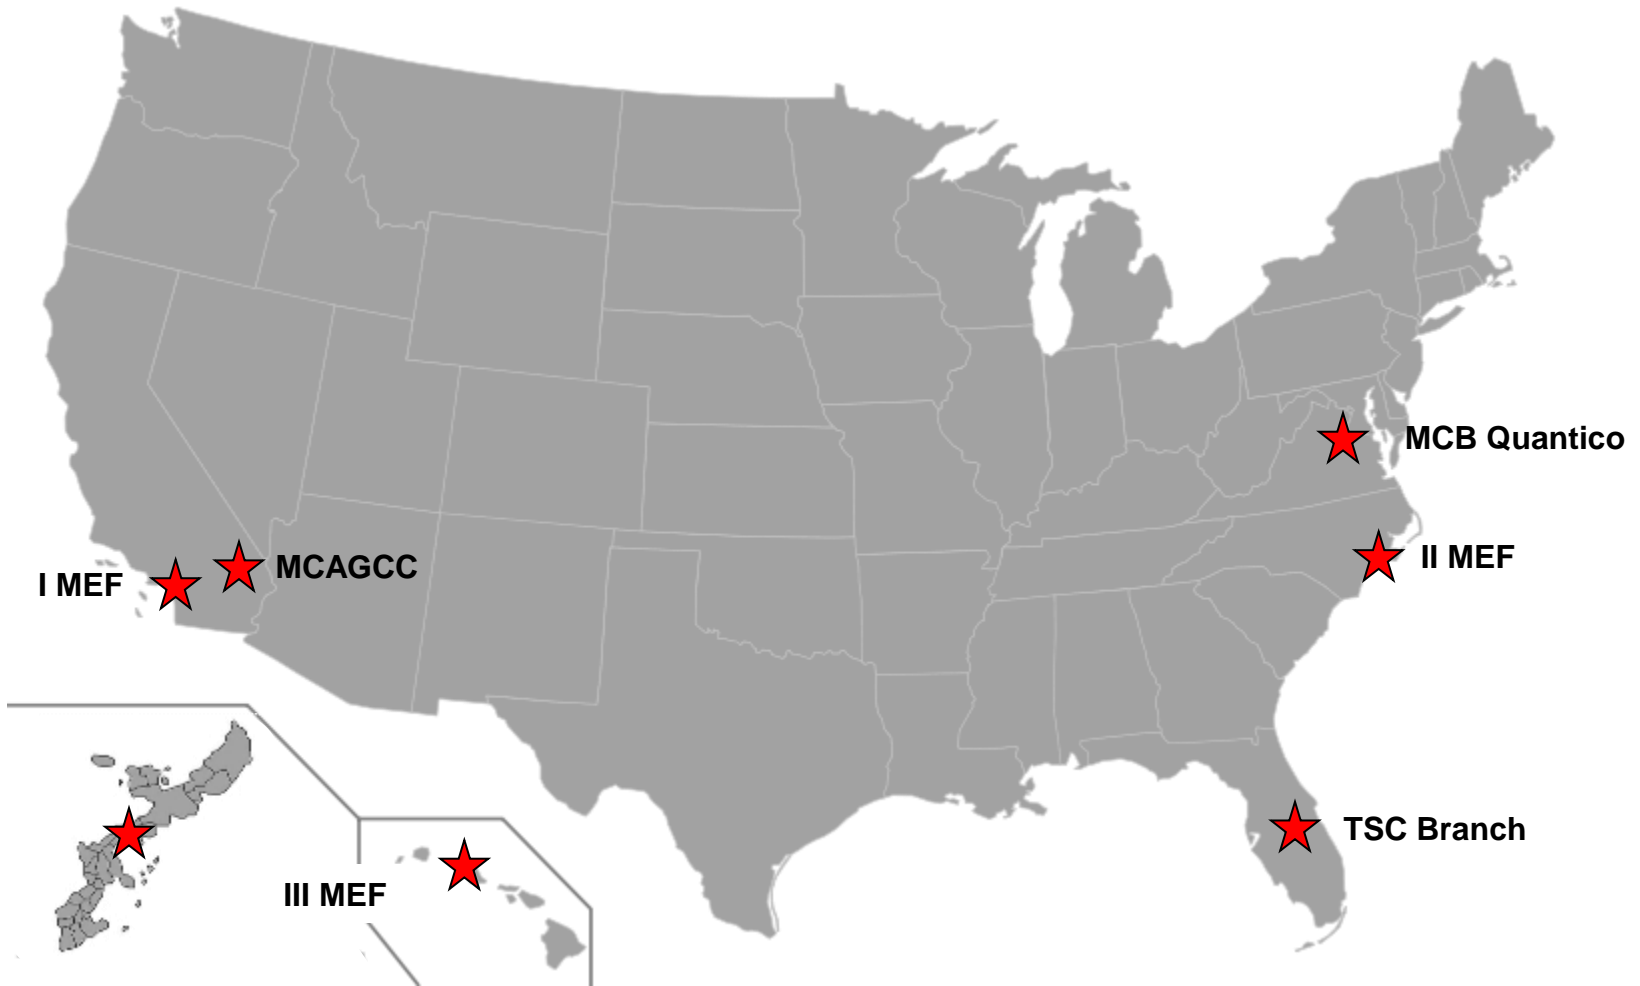 MCB Quantico
II MEF
MCAGCC
I MEF
TSC Branch
III MEF